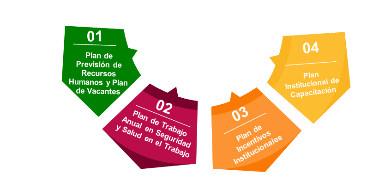 01
Plan de
Previsión de
Recursos
Humanos y Plan
de Vacantes
02
Plan de Trabajo
Anual en Seguridad
y Salud en el Trabajo
03
Plan de
Incentivos
Institucionales
04
Plan
Institucional de
Capacitación